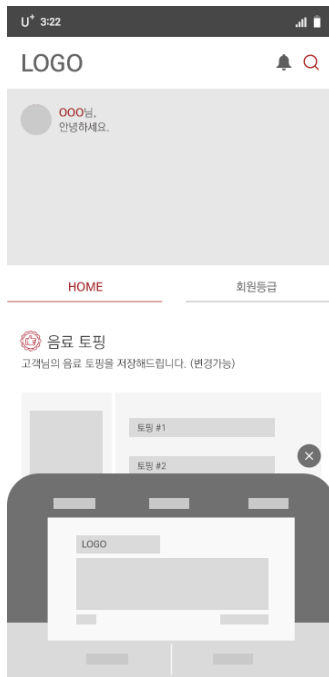 U+ 3:22
LOGO
OOO님,
안녕하세요.
HOME
회원등급
음료 토핑
고객님의 음료 토핑을 저장해드립니다. (변경가능)
토핑 #1
토핑 #2
LOGO